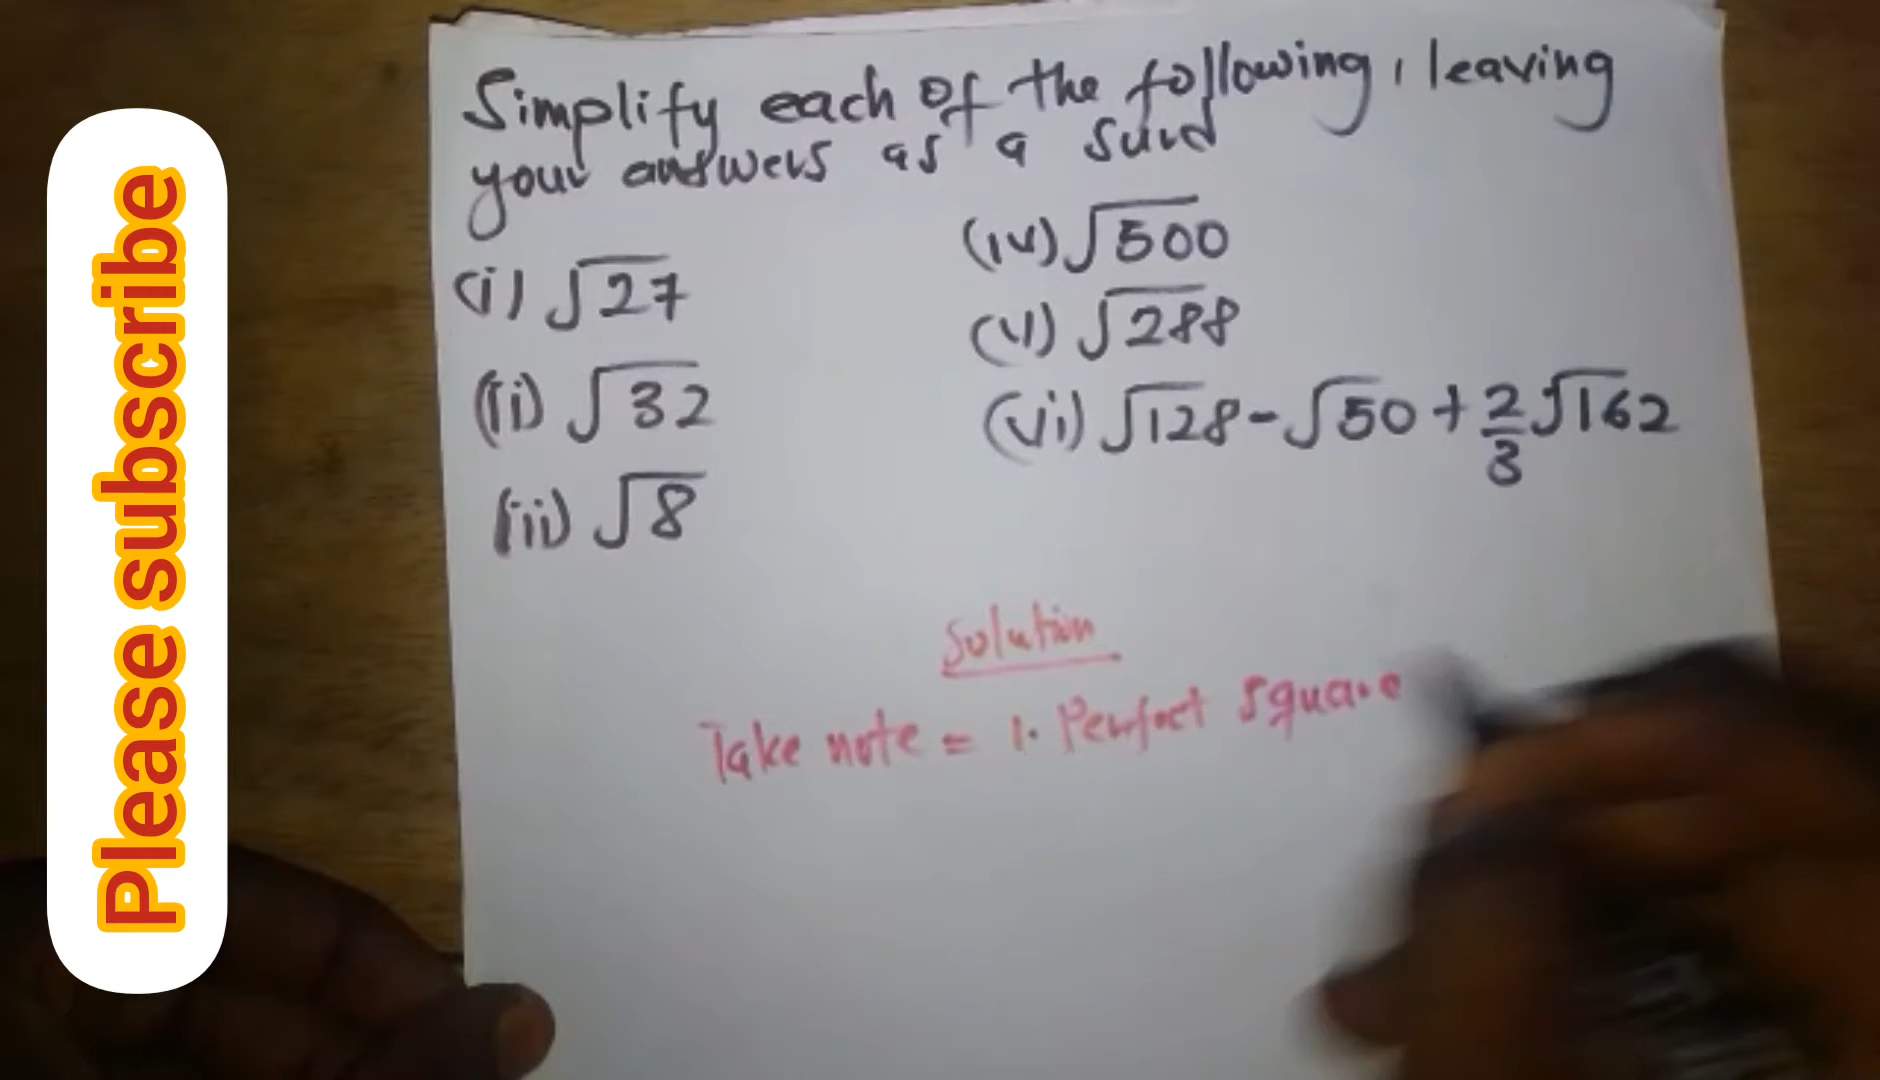 Please subscribe
Simplify each of the following, leaving
your answers as a surd
(i) √27
(ii) √32
(iii) √8
(iv) √500
(v) √288
(vi) √128 - √50 + 2/3 √162
Solution
Take note = 1. Perfect square